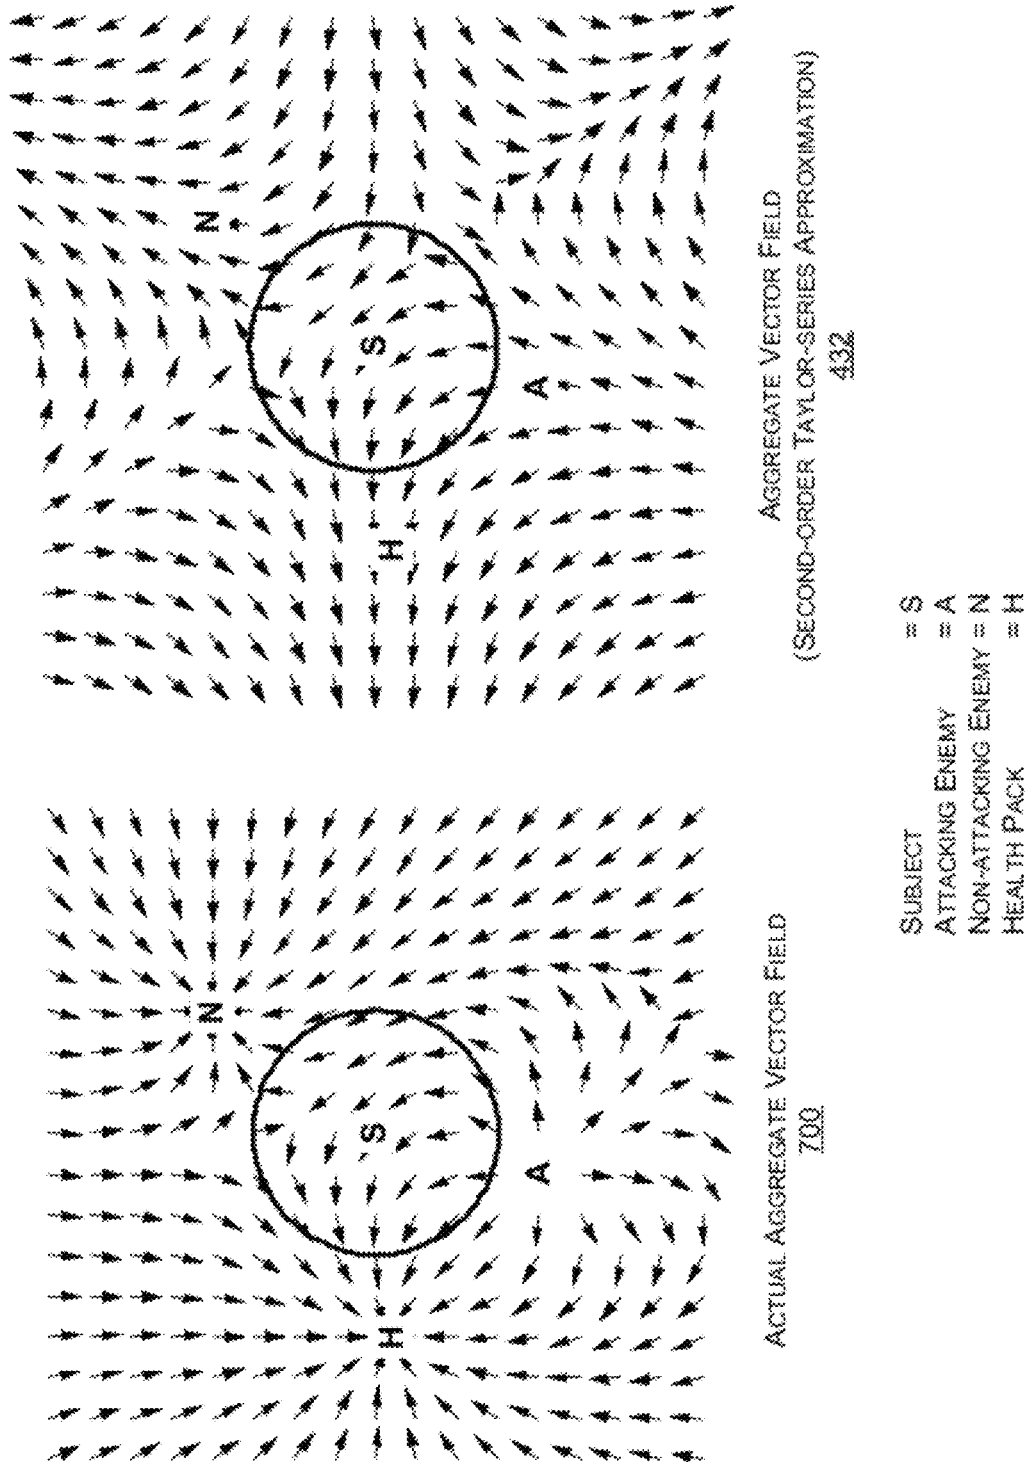 H
S
N
A
ACTUAL AGGREGATE VECTOR FIELD
700
N
S
H
A
AGGREGATE VECTOR FIELD
(SECOND-ORDER TAYLOR-SERIES APPROXIMATION)
432
SUBJECT = S
ATTACKING ENEMY = A
NON-ATTACKING ENEMY = N
HEALTH PACK = H